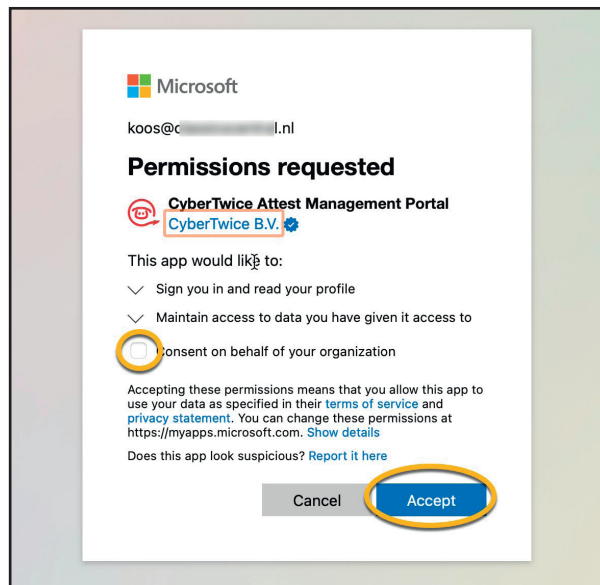 Microsoft
koos@c l.nl
Permissions requested
CyberTwice Attest Management Portal
CyberTwice B.V.
This app would like to:
Sign you in and read your profile
Maintain access to data you have given it access to
Consent on behalf of your organization
Accepting these permissions means that you allow this app to
use your data as specified in their terms of service and
privacy statement. You can change these permissions at
https://myapps.microsoft.com. Show details
Does this app look suspicious? Report it here
Cancel Accept